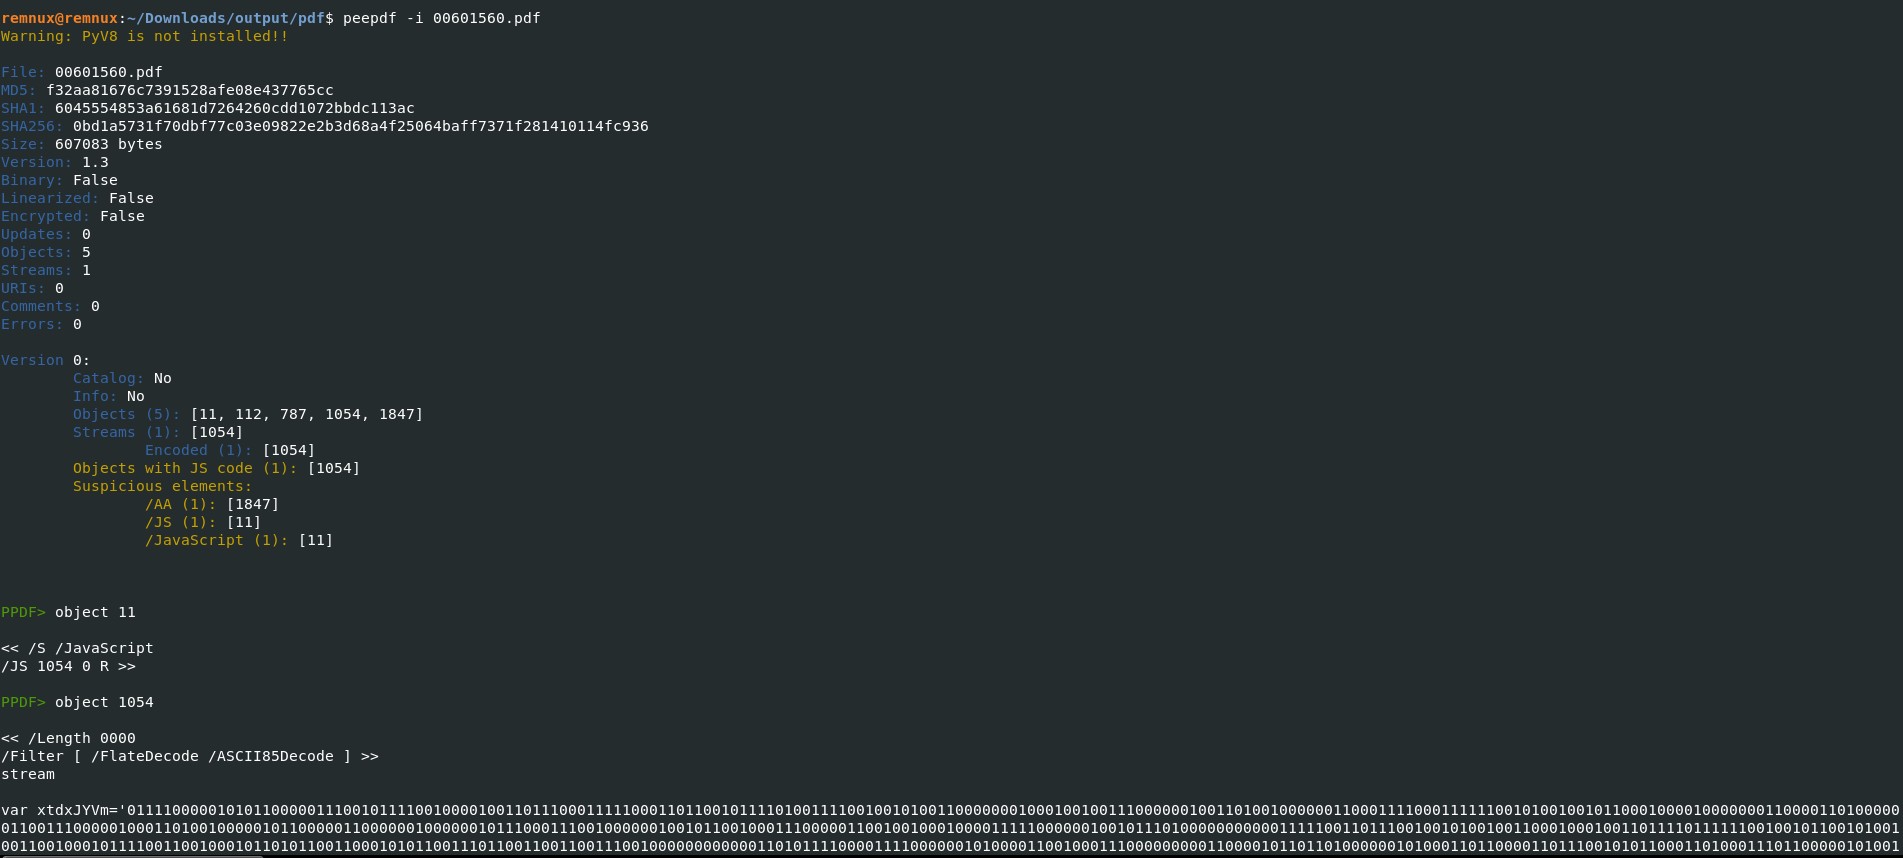 remnux@remnux:~/Downloads/output/pdf$ peepdf -i 00601560.pdf
Warning: PyV8 is not installed!!
File: 00601560.pdf
MD5: f32aa81676c7391528afe08e437765cc
SHA1: 6045554853a61681d7264260cdd1072bbdc113ac
SHA256: 0bd1a5731f70dbf77c03e09822e2b3d68a4f25064baff7371f281410114fc936
Size: 607083 bytes
Version: 1.3
Binary: False
Linearized: False
Encrypted: False
Updates: 0
Objects: 5
Streams: 1
URIs: 0
Comments: 0
Errors: 0
Version 0:
Catalog: No
Info: No
Objects (5): [11, 112, 787, 1054, 1847]
Streams (1): [1054]
Encoded (1): [1054]
Objects with JS code (1): [1054]
Suspicious elements:
/AA (1): [1847]
/JS (1): [11]
/JavaScript (1): [11]
PPDF> object 11
<< /S /JavaScript
/JS 1054 0 R >>
PPDF> object 1054
<< /Length 0000
/Filter [ /FlateDecode /ASCII85Decode ] >>
stream
var